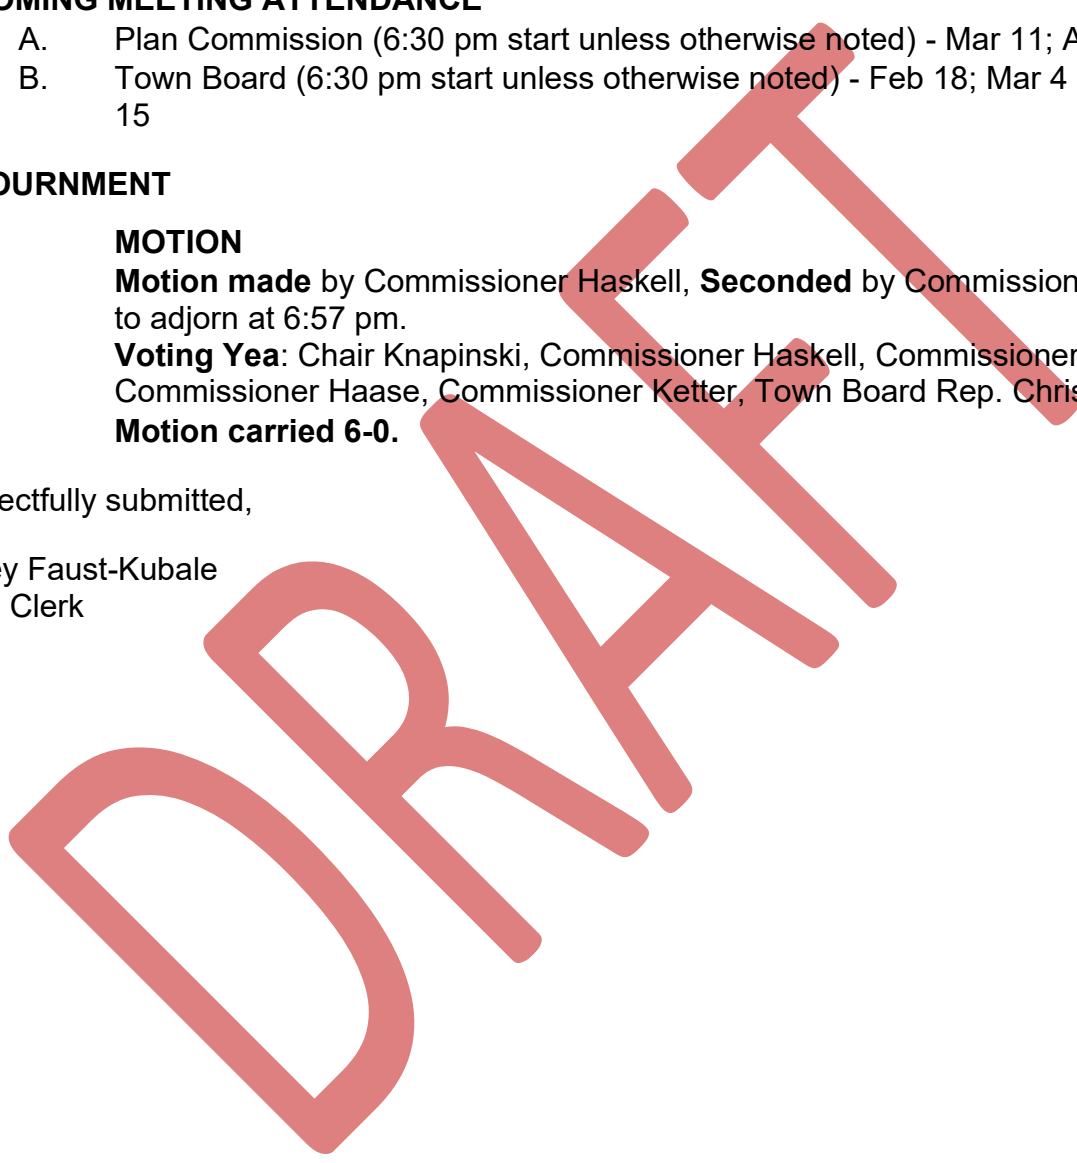 OMING MEETING ATTENDANCE
A. Plan Commission (6:30 pm start unless otherwise noted) - Mar 11; A
B. Town Board (6:30 pm start unless otherwise noted) - Feb 18; Mar 4
15
OURNMENT
MOTION
Motion made by Commissioner Haskell, Seconded by Commission
to adjorn at 6:57 pm.
Voting Yea: Chair Knapinski, Commissioner Haskell, Commissioner
Commissioner Haase, Commissioner Ketter, Town Board Rep. Chris
Motion carried 6-0.
ectfully submitted,
ey Faust-Kubale
Clerk
DRAFT